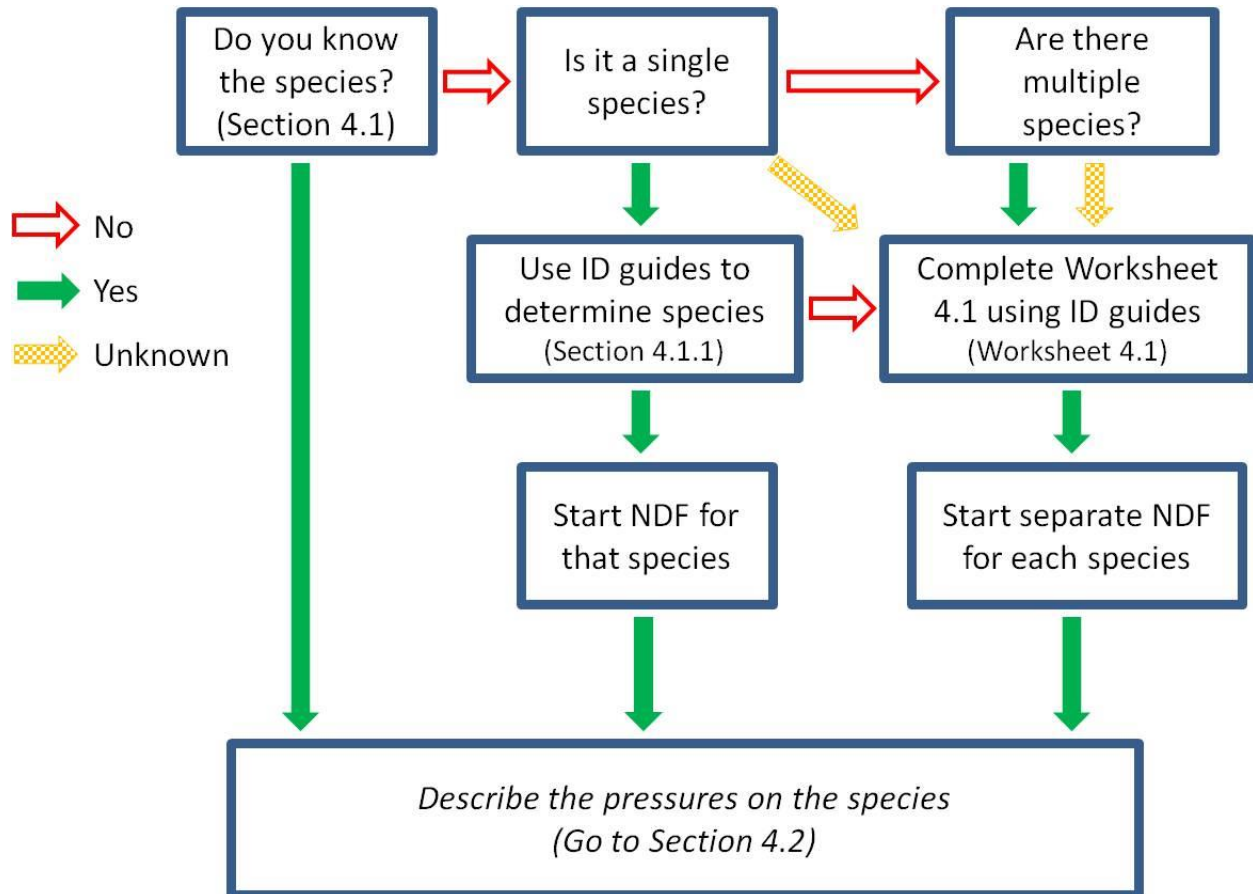 Do you know
the species?
(Section 4.1)
Is it a single
species?
Are there
multiple
species?
No
Yes
Unknown
Use ID guides to
determine species
(Section 4.1.1)
Complete Worksheet
4.1 using ID guides
(Worksheet 4.1)
Start NDF for
that species
Start separate NDF
for each species
Describe the pressures on the species
(Go to Section 4.2)